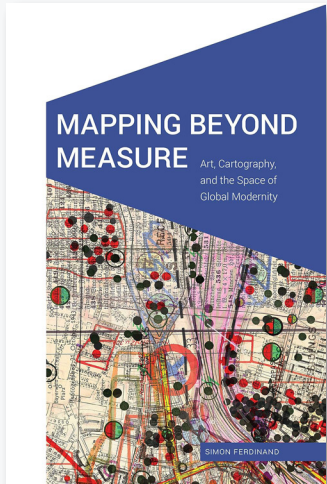 MAPPING BEYOND
MEASURE
Art, Cartography,
and the Space of
Global Modernity
SIMON FERDINAND